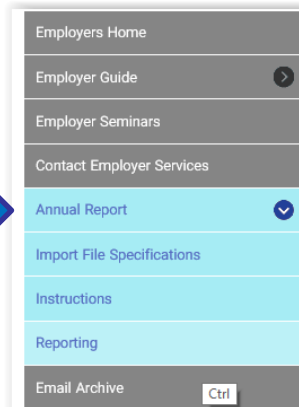 Employers Home
Employer Guide
Employer Seminars
Contact Employer Services
Annual Report
Import File Specifications
Instructions
Reporting
Email Archive
Ctrl